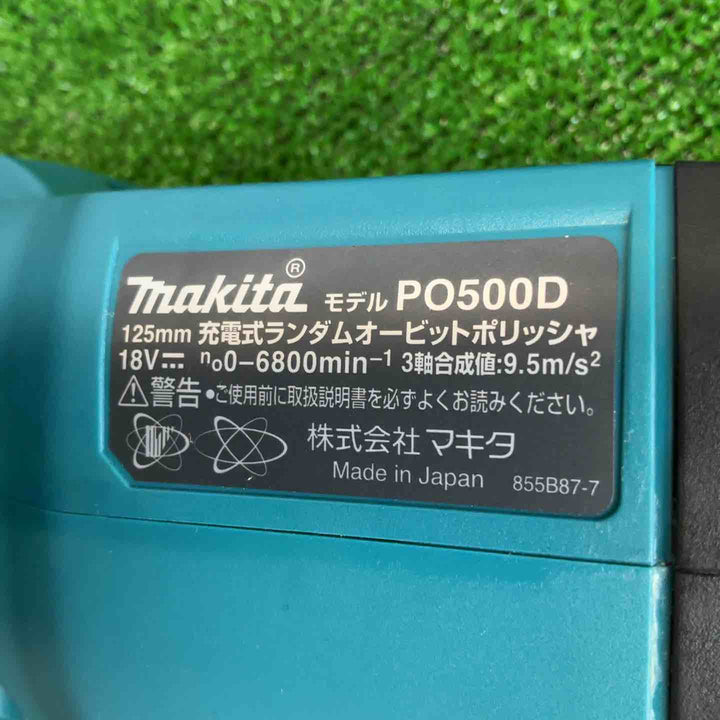 makita® モデル PO500D
125mm 充電式ランダムオービットポリッシャ
18V⎓ n₀0-6800min⁻¹ 3軸合成値:9.5m/s²
⚠警告・ご使用前に取扱説明書を必ずよくお読みください。
株式会社 マキタ
Made in Japan 855B87-7